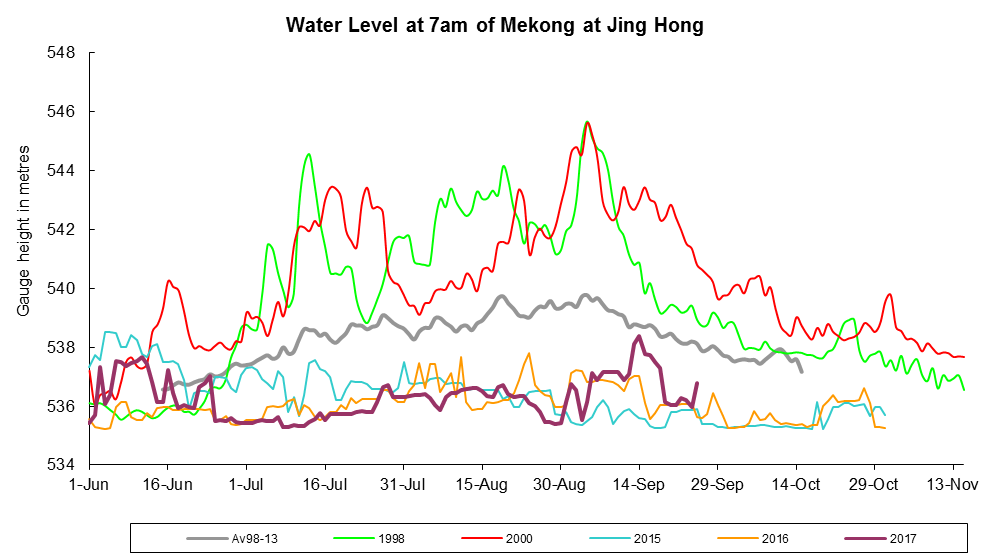 Water Level at 7am of Mekong at Jing Hong
Gauge height in metres
548
546
544
542
540
538
536
534
1-Jun 16-Jun 1-Jul 16-Jul 31-Jul 15-Aug 30-Aug 14-Sep 29-Sep 14-Oct 29-Oct 13-Nov
Av98-13 1998 2000 2015 2016 2017